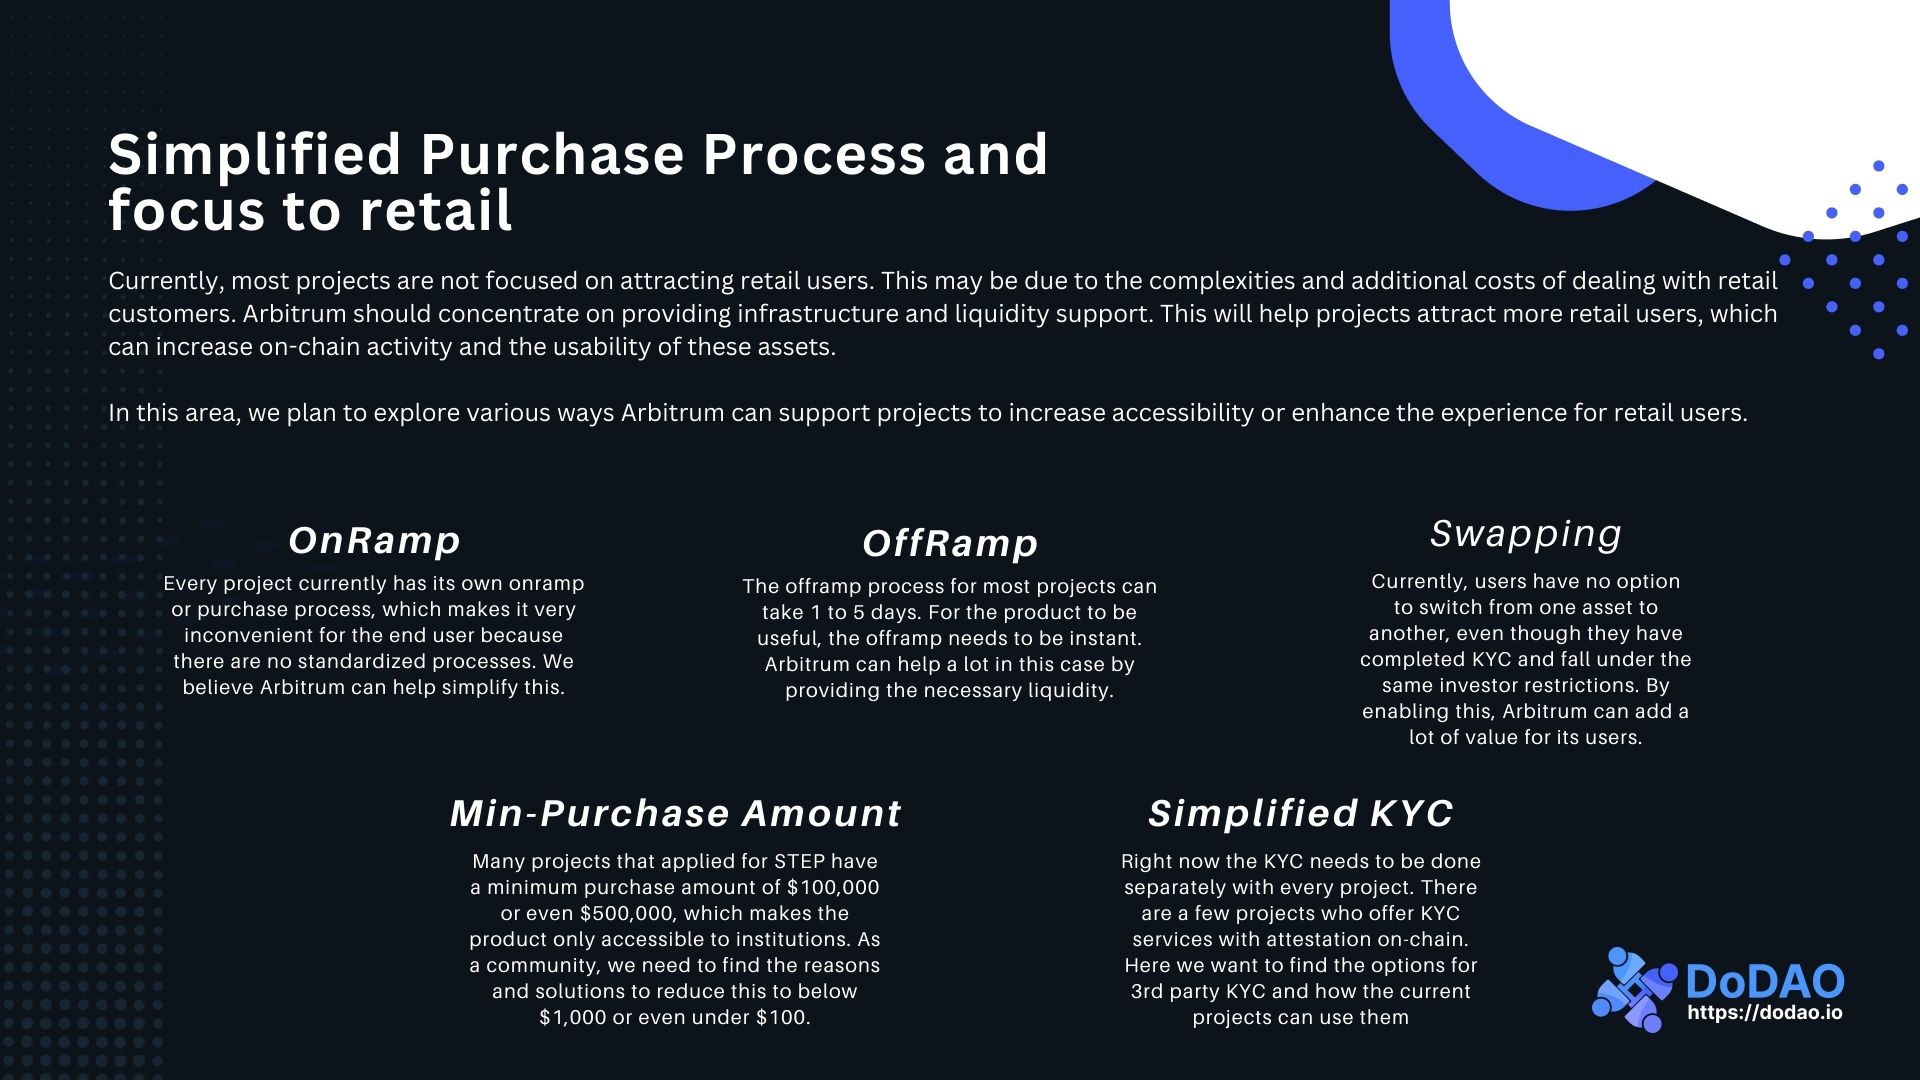 Simplified Purchase Process and
focus to retail
Currently, most projects are not focused on attracting retail users. This may be due to the complexities and additional costs of dealing with retail
customers. Arbitrum should concentrate on providing infrastructure and liquidity support. This will help projects attract more retail users, which
can increase on-chain activity and the usability of these assets.
In this area, we plan to explore various ways Arbitrum can support projects to increase accessibility or enhance the experience for retail users.
OnRamp
Every project currently has its own onramp
or purchase process, which makes it very
inconvenient for the end user because
there are no standardized processes. We
believe Arbitrum can help simplify this.
OffRamp
The offramp process for most projects can
take 1 to 5 days. For the product to be
useful, the offramp needs to be instant.
Arbitrum can help a lot in this case by
providing the necessary liquidity.
Swapping
Currently, users have no option
to switch from one asset to
another, even though they have
completed KYC and fall under the
same investor restrictions. By
enabling this, Arbitrum can add a
lot of value for its users.
Min-Purchase Amount
Many projects that applied for STEP have
a minimum purchase amount of $100,000
or even $500,000, which makes the
product only accessible to institutions. As
a community, we need to find the reasons
and solutions to reduce this to below
$1,000 or even under $100.
Simplified KYC
Right now the KYC needs to be done
separately with every project. There
are a few projects who offer KYC
services with attestation on-chain.
Here we want to find the options for
3rd party KYC and how the current
projects can use them
DoDAO
https://dodao.io